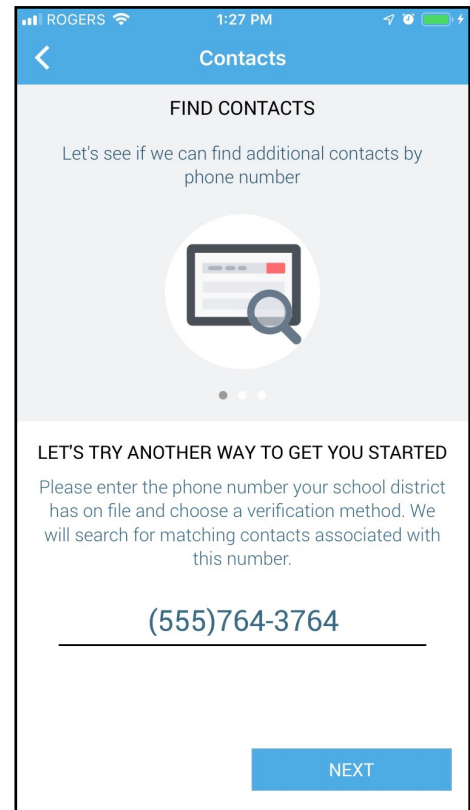 ROGERS 1:27 PM
Contacts
FIND CONTACTS
Let's see if we can find additional contacts by
phone number
LET'S TRY ANOTHER WAY TO GET YOU STARTED
Please enter the phone number your school district
has on file and choose a verification method. We
will search for matching contacts associated with
this number.
(555)764-3764
NEXT